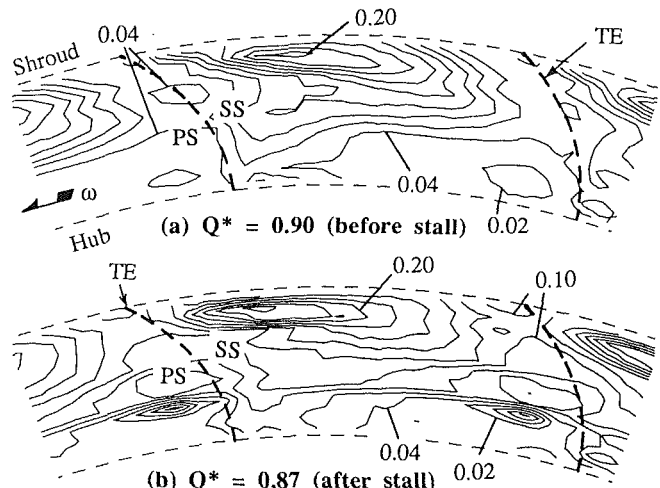 0.04
0.20
TE
Shroud
SS
PS
0.04
ω
0.02
(a) Q* = 0.90 (before stall)
Hub
TE
0.20
0.10
SS
PS
0.04
0.02
(b) Q* = 0.87 (after stall)